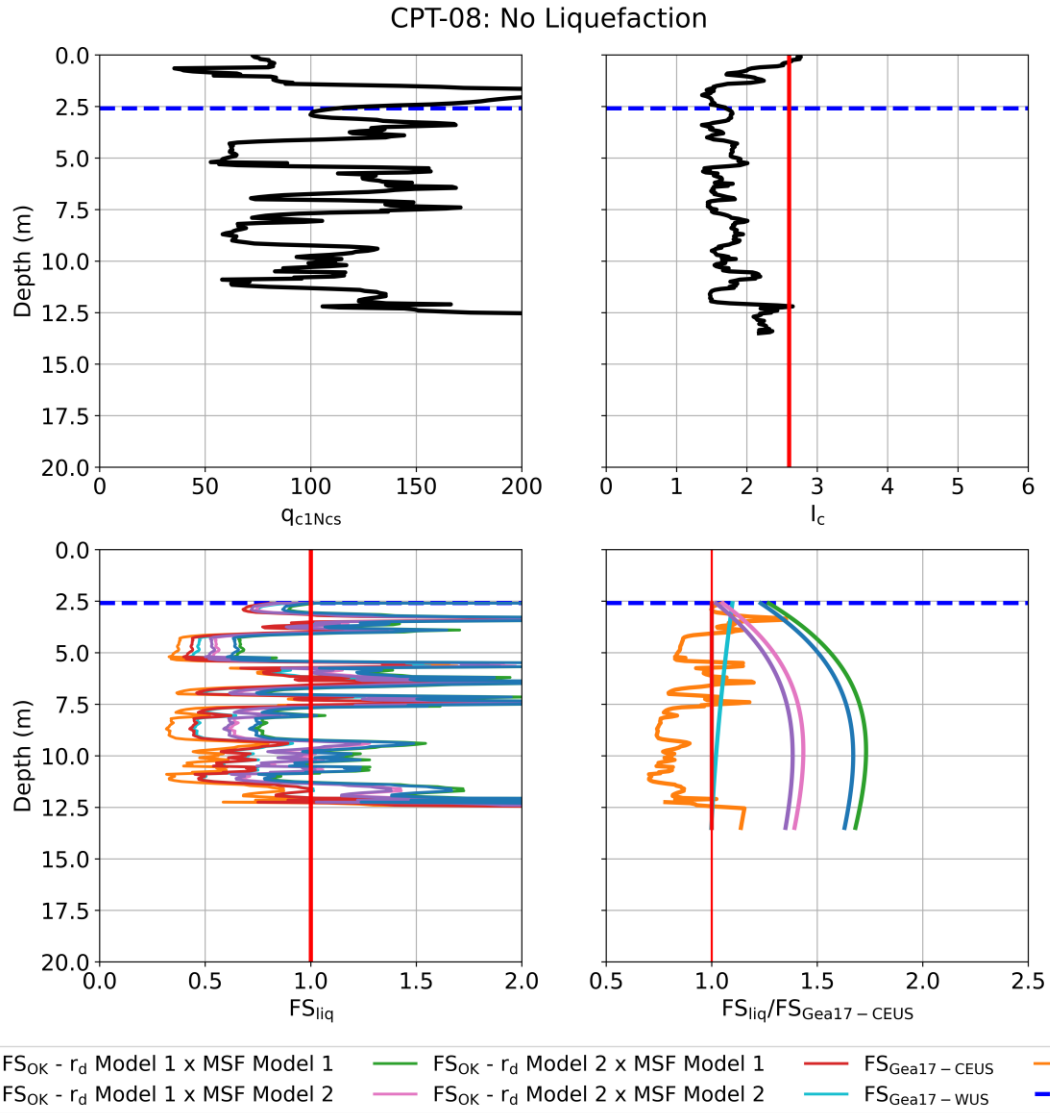 CPT-08: No Liquefaction
0.0
2.5
5.0
7.5
10.0
12.5
15.0
17.5
20.0
Depth (m)
0 50 100 150 200
qc1Ncs
0 1 2 3 4 5 6
Ic
0.0
2.5
5.0
7.5
10.0
12.5
15.0
17.5
20.0
Depth (m)
0.0 0.5 1.0 1.5 2.0
FSliq
0.5 1.0 1.5 2.0 2.5
FSliq/FSGea17 − CEUS
FSOK - rd Model 1 x MSF Model 1 FSOK - rd Model 2 x MSF Model 1 FSGea17 − CEUS
FSOK - rd Model 1 x MSF Model 2 FSOK - rd Model 2 x MSF Model 2 FSGea17 − WUS